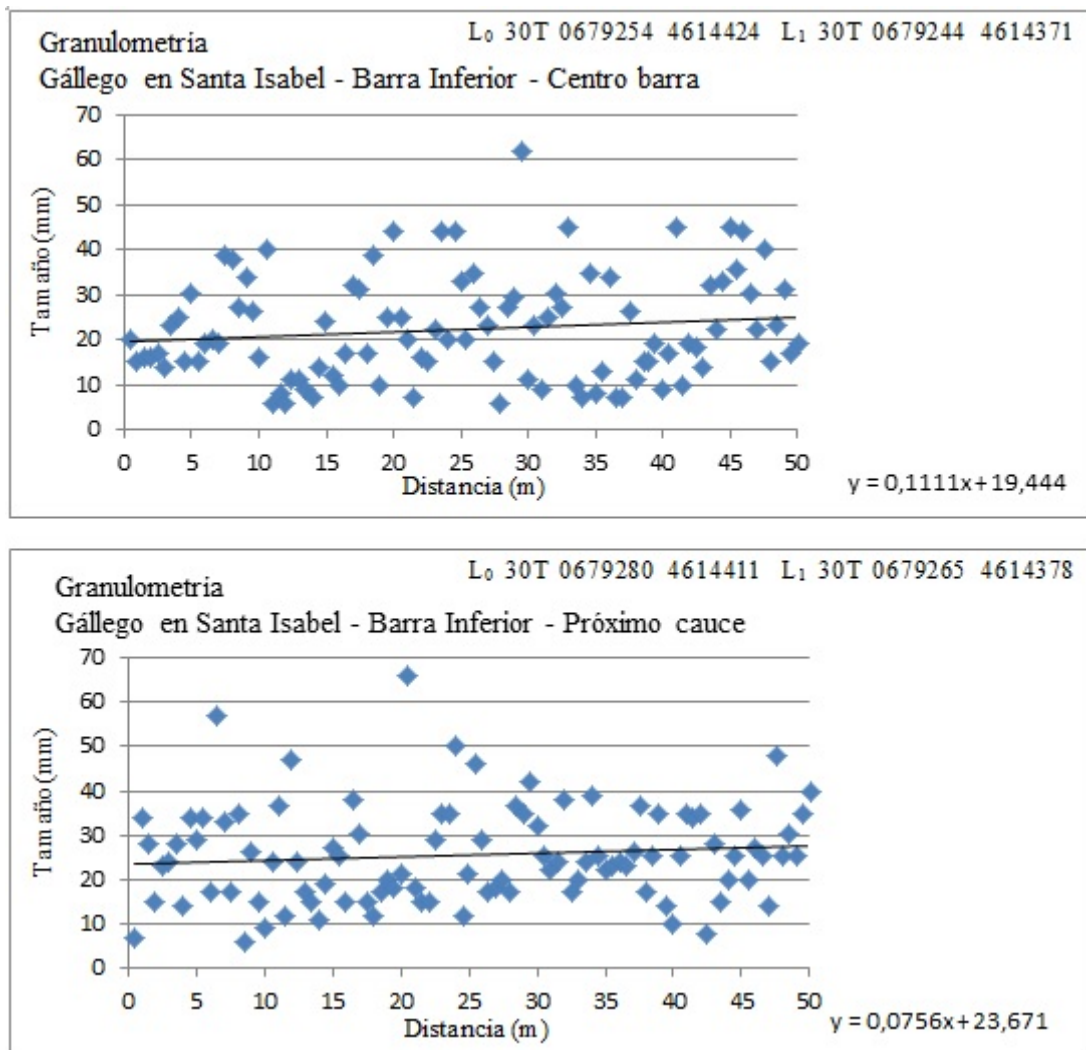 L₀ 30T 0679254 4614424 L₁ 30T 0679244 4614371
Granulometria
Gállego en Santa Isabel - Barra Inferior - Centro barra
70
60
50
40
30
20
10
0
Tamaño (mm)
0 5 10 15 20 25 30 35 40 45 50
Distancia (m)
y = 0,1111x + 19,444
L₀ 30T 0679280 4614411 L₁ 30T 0679265 4614378
Granulometria
Gállego en Santa Isabel - Barra Inferior - Próximo cauce
70
60
50
40
30
20
10
0
Tamaño (mm)
0 5 10 15 20 25 30 35 40 45 50
Distancia (m)
y = 0,0756x + 23,671